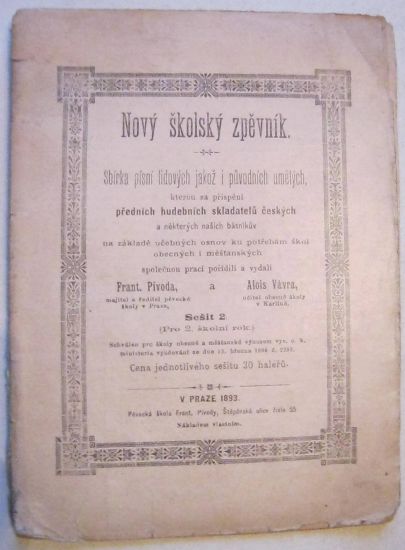 Nový školský zpěvník.
Sbírka písní lidových jakož i původních umělých,
kterou za přispění
předních hudebních skladatelů českých
a některých našich básníkův
na základě učebných osnov ku potřebám škol
obecných i měšťanských
společnou prací pořídili a vydali
Frant. Pivoda, a Alois Vávra,
majitel a ředitel pěvecké učitel obecné školy
školy v Praze, v Karlíně.
Sešit 2
(Pro 2. školní rok)
Schválen pro školy obecné a měšťanské výnosem vys. c. k.
ministeria vyučování ze dne 13. března
Cena jednotlivého sešitu 30 haléřů.
V PRAZE 1893.
Pěvecká škola Frant. Pivody, Štěpánská ulice číslo
Nákladem vlastním.